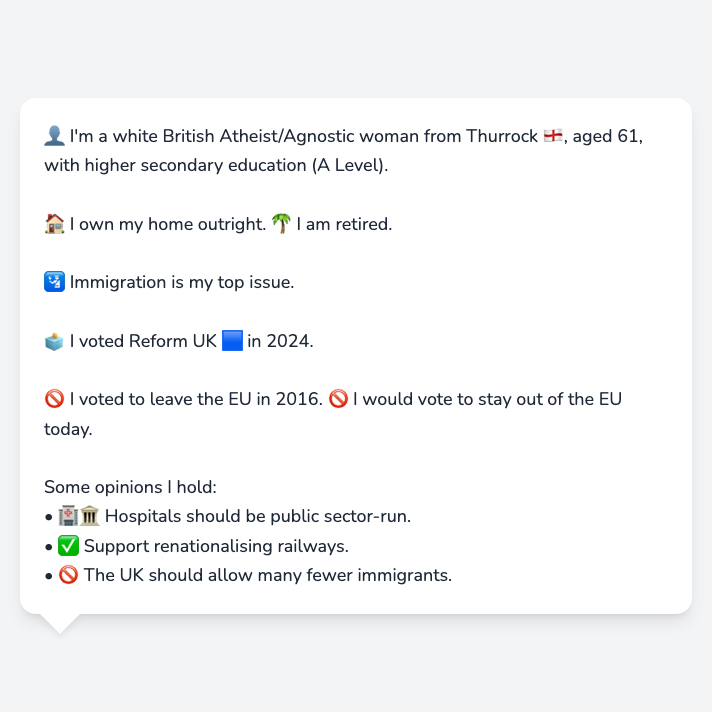 👤 I'm a white British Atheist/Agnostic woman from Thurrock 🏴󠁧󠁢󠁥󠁮󠁧󠁿, aged 61,
with higher secondary education (A Level).
🏠 I own my home outright. 🌴 I am retired.
🛂 Immigration is my top issue.
🗳️ I voted Reform UK 🟦 in 2024.
🚫 I voted to leave the EU in 2016. 🚫 I would vote to stay out of the EU
today.
Some opinions I hold:
• 🏥🏛️ Hospitals should be public sector-run.
• ✅ Support renationalising railways.
• 🚫 The UK should allow many fewer immigrants.